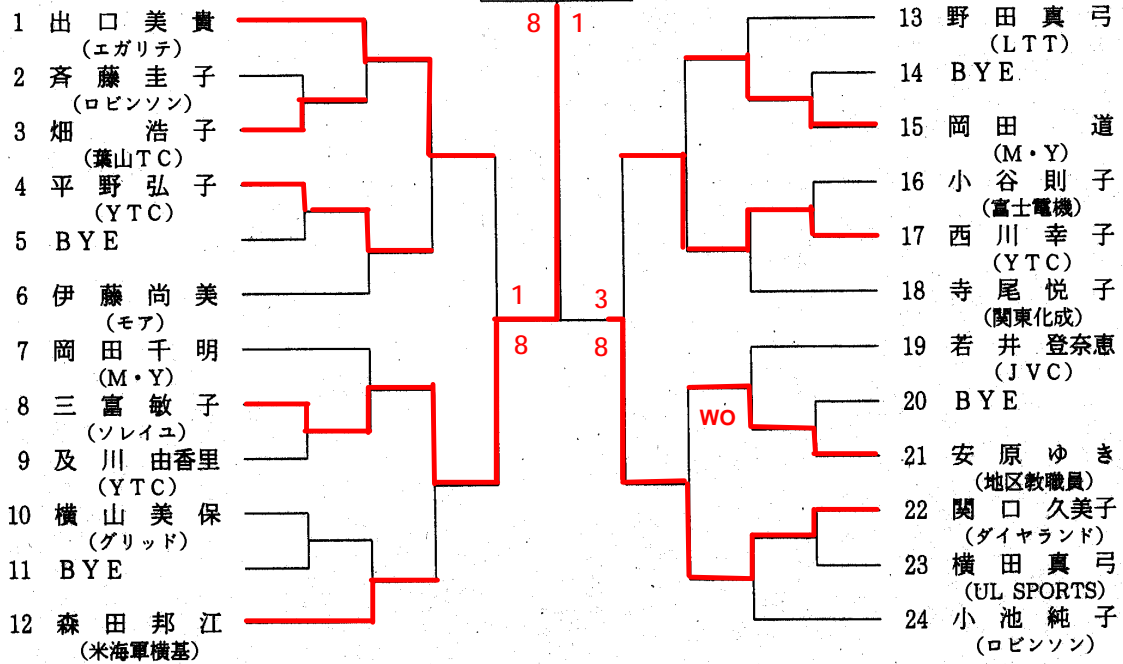 1 出口美貴
(エガリテ)
2 斉藤圭子
(ロビンソン)
3 畑 浩子
(葉山TC)
4 平野弘子
(YTC)
5 BYE
6 伊藤尚美
(モア)
7 岡田千明
(M・Y)
8 三富敏子
(ソレイユ)
9 及川由香里
(YTC)
10 横山美保
(グリッド)
11 BYE
12 森田邦江
(米海軍横基)
8 1
1
8
3
8
WO
13 野田真弓
(LTT)
14 BYE
15 岡田 道
(M・Y)
16 小谷則子
(富士電機)
17 西川幸子
(YTC)
18 寺尾悦子
(関東化成)
19 若井登奈恵
(JVC)
20 BYE
21 安原ゆき
(地区教職員)
22 関口久美子
(ダイヤランド)
23 横田真弓
(UL SPORTS)
24 小池純子
(ロビンソン)